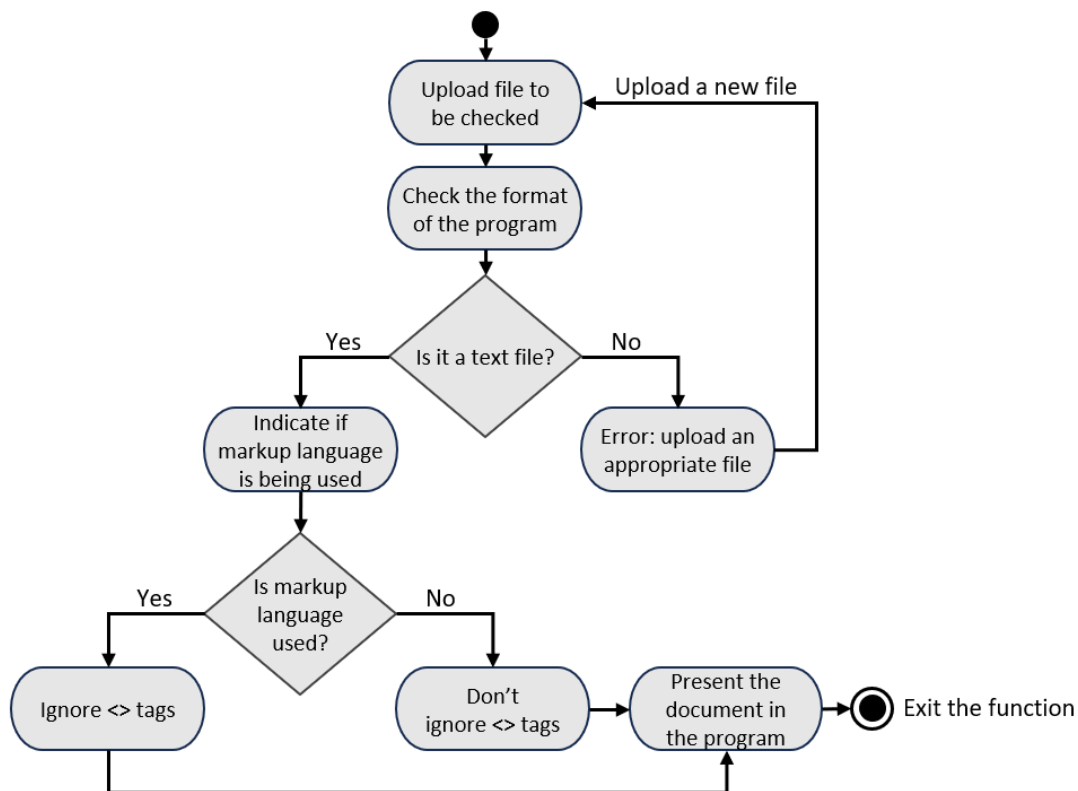 Upload file to
be checked
Upload a new file
Check the format
of the program
Is it a text file?
Yes
No
Indicate if
markup language
is being used
Error: upload an
appropriate file
Is markup
language
used?
Yes
No
Ignore <> tags
Don’t
ignore <> tags
Present the
document in
the program
Exit the function